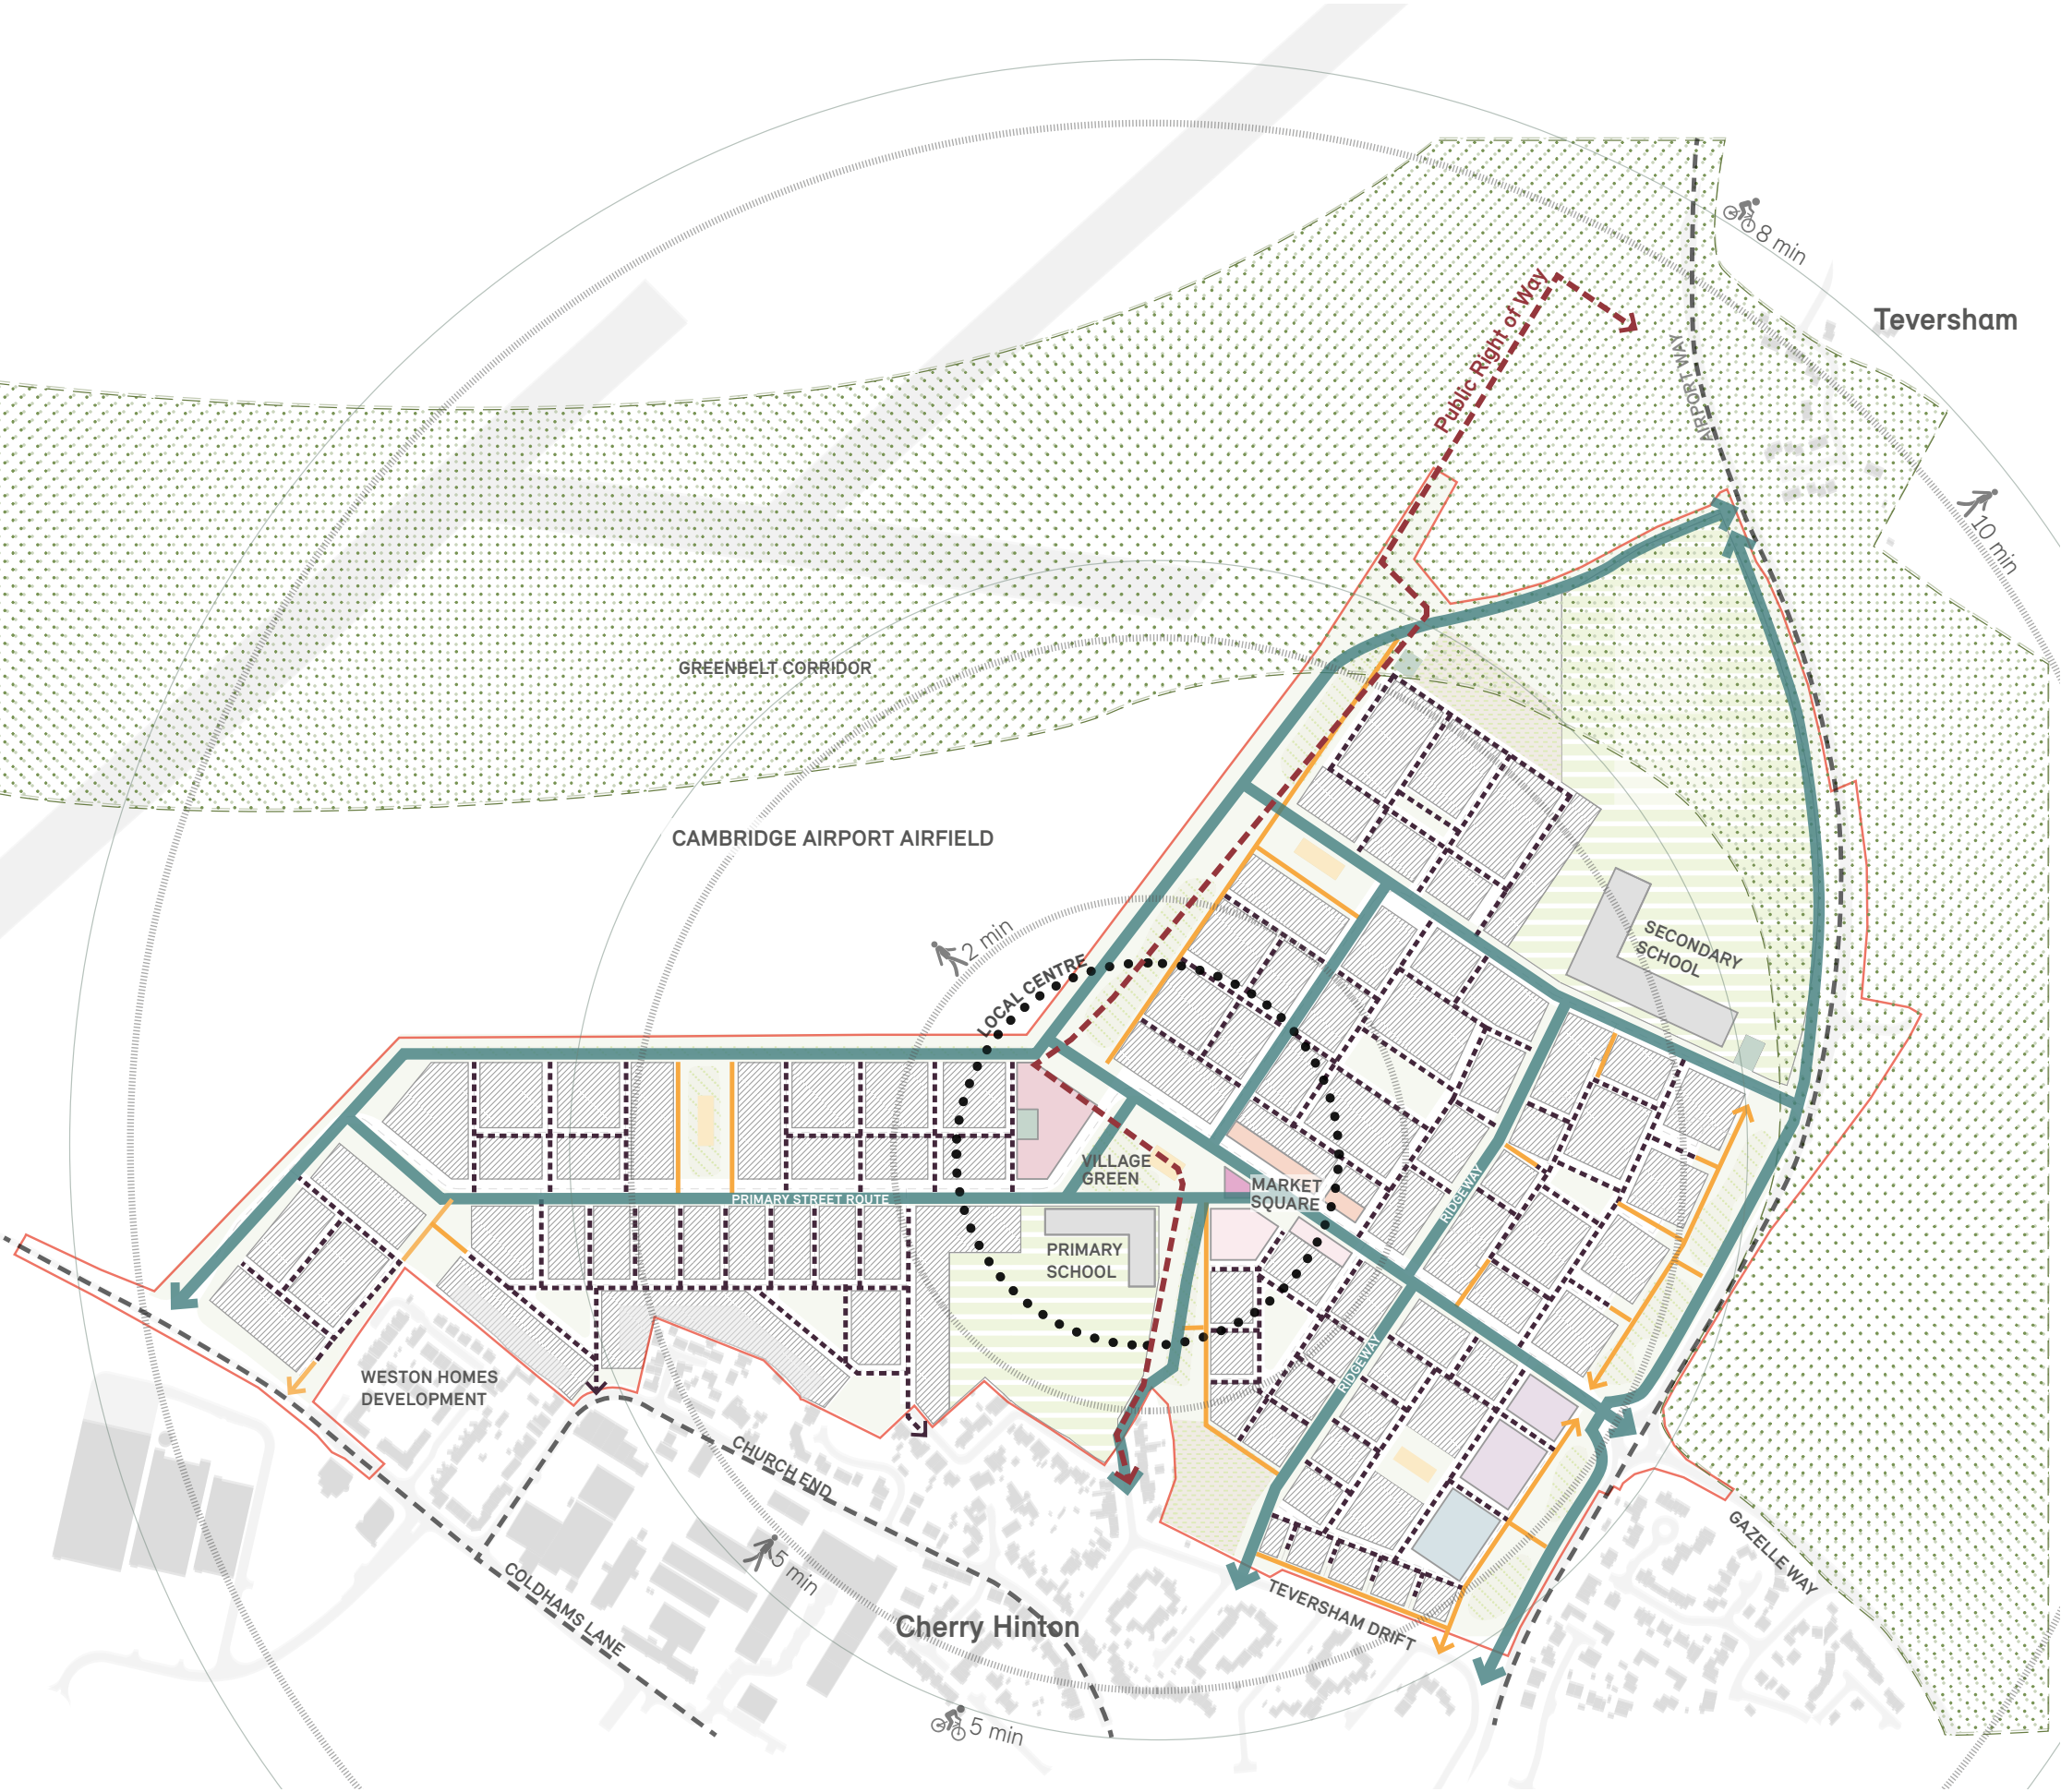 8 min
Teversham
Public Right of Way
AIRPORT WAY
10 min
GREENBELT CORRIDOR
CAMBRIDGE AIRPORT AIRFIELD
2 min
LOCAL CENTRE
SECONDARY
SCHOOL
VILLAGE
GREEN
MARKET
SQUARE
PRIMARY STREET ROUTE
RIDGEWAY
PRIMARY
SCHOOL
RIDGEWAY
WESTON HOMES
DEVELOPMENT
CHURCH END
GAZELLE WAY
5 min
COLDHAMS LANE
TEVERSHAM DRIFT
Cherry Hinton
5 min